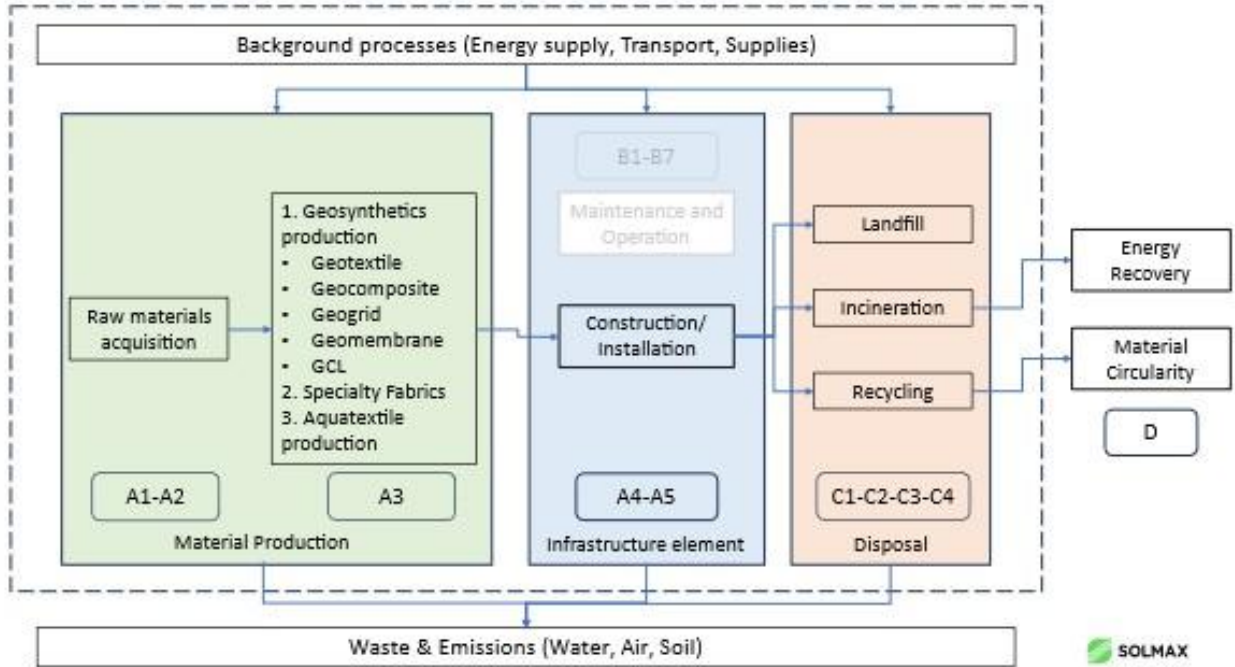 Background processes (Energy supply, Transport, Supplies)
Raw materials
acquisition
1. Geosynthetics
production
▪ Geotextile
▪ Geocomposite
▪ Geogrid
▪ Geomembrane
▪ GCL
2. Specialty Fabrics
3. Aquatextile
production
A1-A2
A3
Material Production
B1-B7
Maintenance and
Operation
Construction/
Installation
A4-A5
Infrastructure element
Landfill
Incineration
Recycling
C1-C2-C3-C4
Disposal
Energy
Recovery
Material
Circularity
D
Waste & Emissions (Water, Air, Soil)
SOLMAX